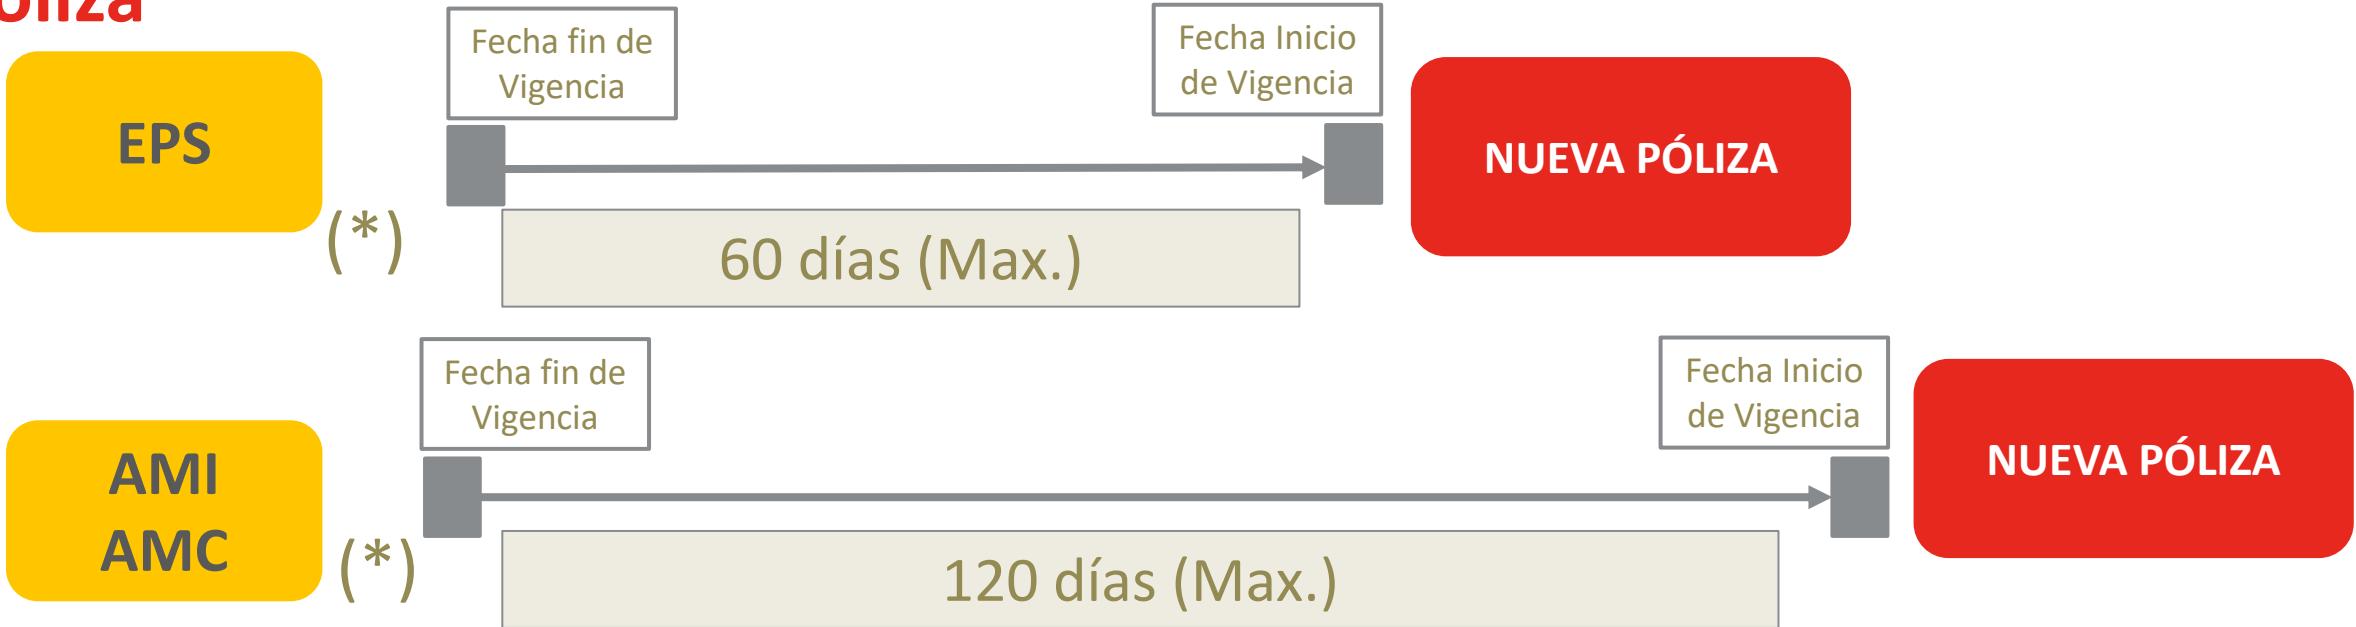 Fecha fin de
Vigencia
Fecha Inicio
de Vigencia
EPS
NUEVA PÓLIZA
(*)
60 días (Max.)
Fecha fin de
Vigencia
Fecha Inicio
de Vigencia
AMI
AMC
NUEVA PÓLIZA
(*)
120 días (Max.)